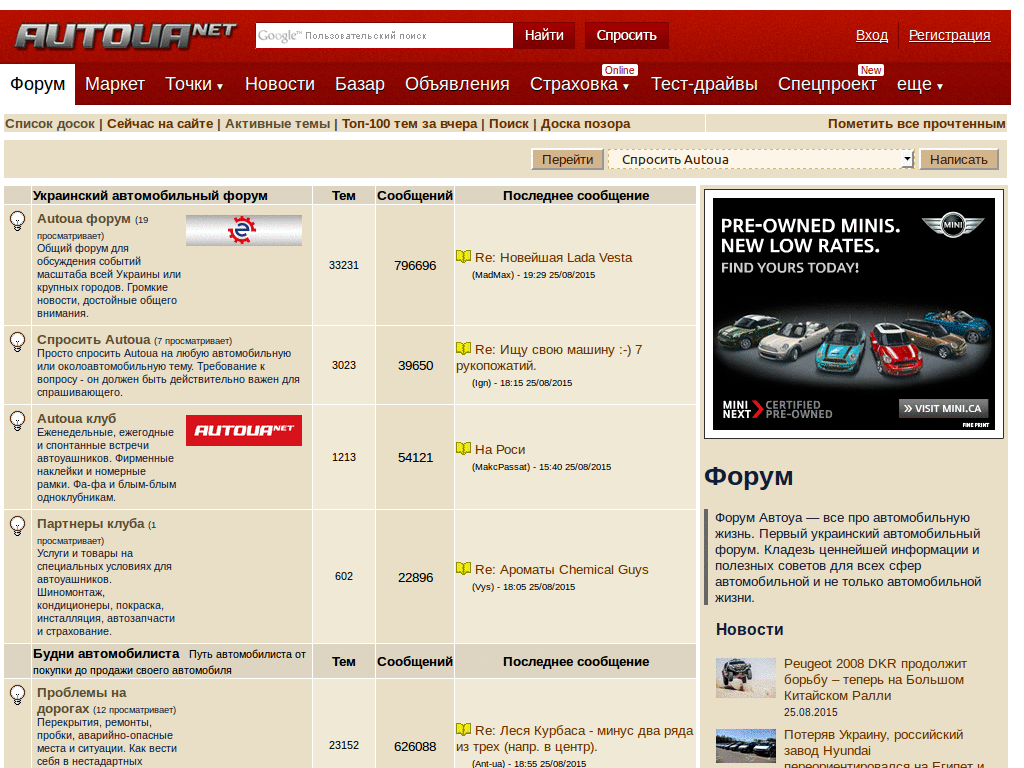 AUTOUA NET
Google™ Пользовательский поиск
Найти
Спросить
Вход
Регистрация
Форум
Маркет
Точки ▼
Новости
Базар
Объявления
Страховка ▼
Online
Тест-драйвы
Спецпроект
New
еще ▼
Список досок | Сейчас на сайте | Активные темы | Топ-100 тем за вчера | Поиск | Доска позора
Пометить все прочтенным
Перейти
Спросить Autoua
Написать
Украинский автомобильный форум
Тем
Сообщений
Последнее сообщение
Autoua форум (19
просматривает)
Общий форум для
обсуждения событий
масштаба всей Украины или
крупных городов. Громкие
новости, достойные общего
внимания.
33231
796696
Re: Новейшая Lada Vesta
(MadMax) - 19:29 25/08/2015
Спросить Autoua (7 просматривает)
Просто спросить Autoua на любую автомобильную
или околоавтомобильную тему. Требование к
вопросу - он должен быть действительно важен для
спрашивающего.
3023
39650
Re: Ищу свою машину :-) 7
рукопожатий.
(Ign) - 18:15 25/08/2015
Autoua клуб
Еженедельные, ежегодные
и спонтанные встречи
автоушников. Фирменные
наклейки и номерные
рамки. Фа-фа и блым-блым
одноклубникам.
AUTOUA NET
1213
54121
На Роси
(MakcPassat) - 15:40 25/08/2015
Партнеры клуба (1
просматривает)
Услуги и товары на
специальных условиях для
автоушников.
Шиномонтаж,
кондиционеры, покраска,
инсталляция, автозапчасти
и страхование.
602
22896
Re: Ароматы Chemical Guys
(Vys) - 18:05 25/08/2015
Будни автомобилиста Путь автомобилиста от
покупки до продажи своего автомобиля
Тем
Сообщений
Последнее сообщение
Проблемы на
дорогах (12 просматривает)
Перекрытия, ремонты,
пробки, аварийно-опасные
места и ситуации. Как вести
себя в нестадартных
23152
626088
Re: Леся Курбаса - минус два ряда
из трех (напр. в центр).
(Ant-ua) - 18:55 25/08/2015
PRE-OWNED MINIS.
NEW LOW RATES.
FIND YOURS TODAY!
MINI
MINI
NEXT
CERTIFIED
PRE-OWNED
» VISIT MINI.CA
FINE PRINT
Форум
Форум Автоуа — все про автомобильную
жизнь. Первый украинский автомобильный
форум. Кладезь ценнейшей информации и
полезных советов для всех сфер
автомобильной и не только автомобильной
жизни.
Новости
Peugeot 2008 DKR продолжит
борьбу – теперь на Большом
Китайском Ралли
25.08.2015
Потеряв Украину, российский
завод Hyundai
переориентировался на Египет и